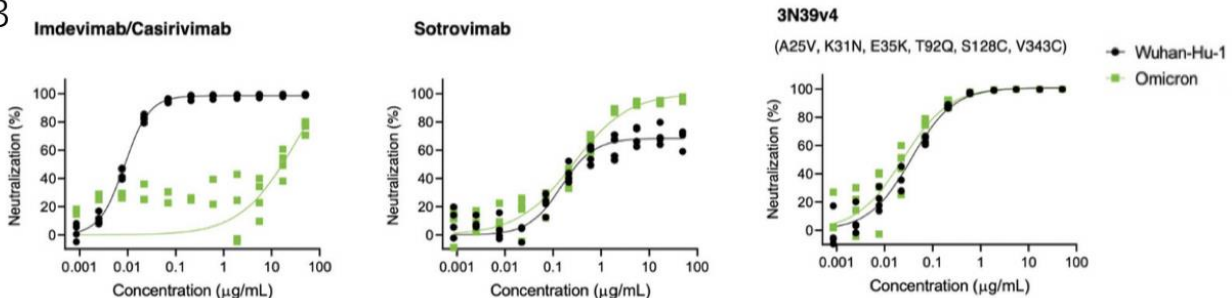 B
Imdevimab/Casirivimab
Neutralization (%)
100
80
60
40
20
0
0.001 0.01 0.1 1 10 100
Concentration (μg/mL)
Sotrovimab
Neutralization (%)
100
80
60
40
20
0
0.001 0.01 0.1 1 10 100
Concentration (μg/mL)
3N39v4
(A25V, K31N, E35K, T92Q, S128C, V343C)
Neutralization (%)
100
80
60
40
20
0
0.001 0.01 0.1 1 10 100
Concentration (μg/mL)
Wuhan-Hu-1
Omicron